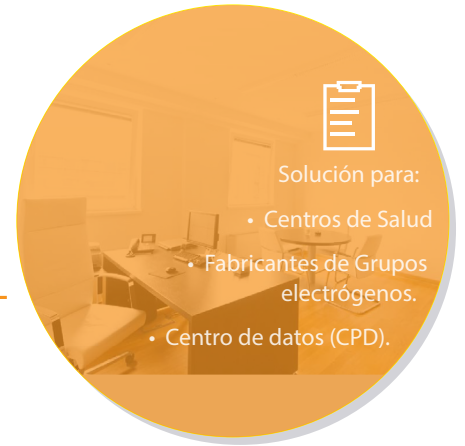 Solución para:
• Centros de Salud
• Fabricantes de Grupos
electrógenos.
• Centro de datos (CPD).